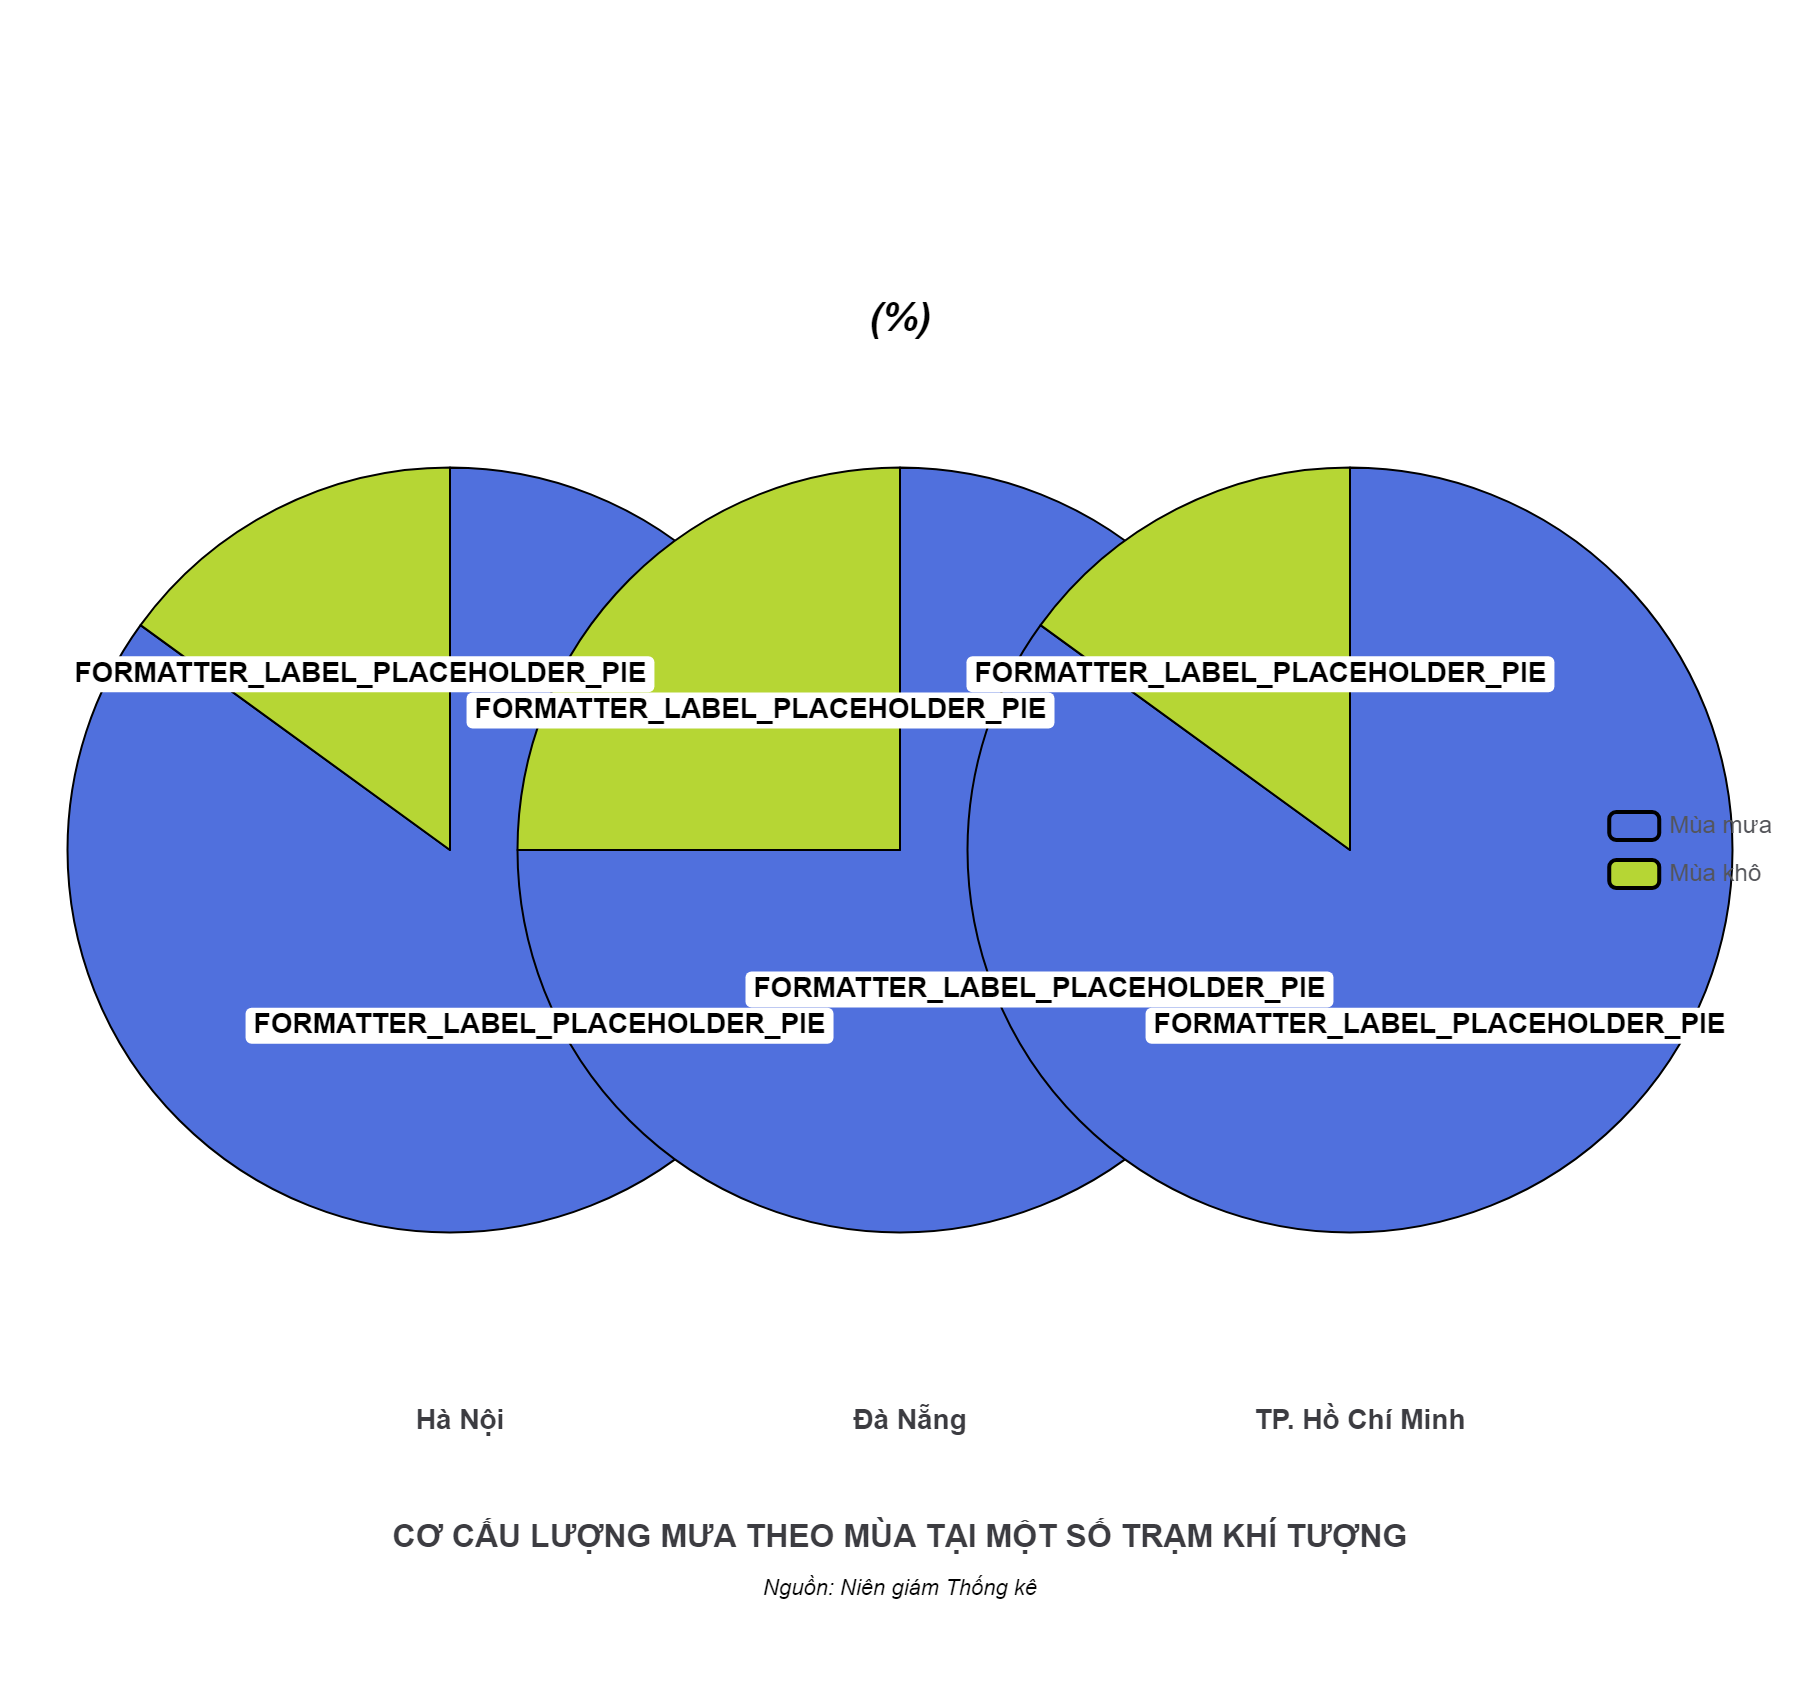 (%)
FORMATTER_LABEL_PLACEHOLDER_PIE
FORMATTER_LABEL_PLACEHOLDER_PIE
FORMATTER_LABEL_PLACEHOLDER_PIE
Mùa mưa
Mùa khô
FORMATTER_LABEL_PLACEHOLDER_PIE
FORMATTER_LABEL_PLACEHOLDER_PIE
FORMATTER_LABEL_PLACEHOLDER_PIE
Hà Nội
Đà Nẵng
TP. Hồ Chí Minh
CƠ CẤU LƯỢNG MƯA THEO MÙA TẠI MỘT SỐ TRẠM KHÍ TƯỢNG
Nguồn: Niên giám Thống kê